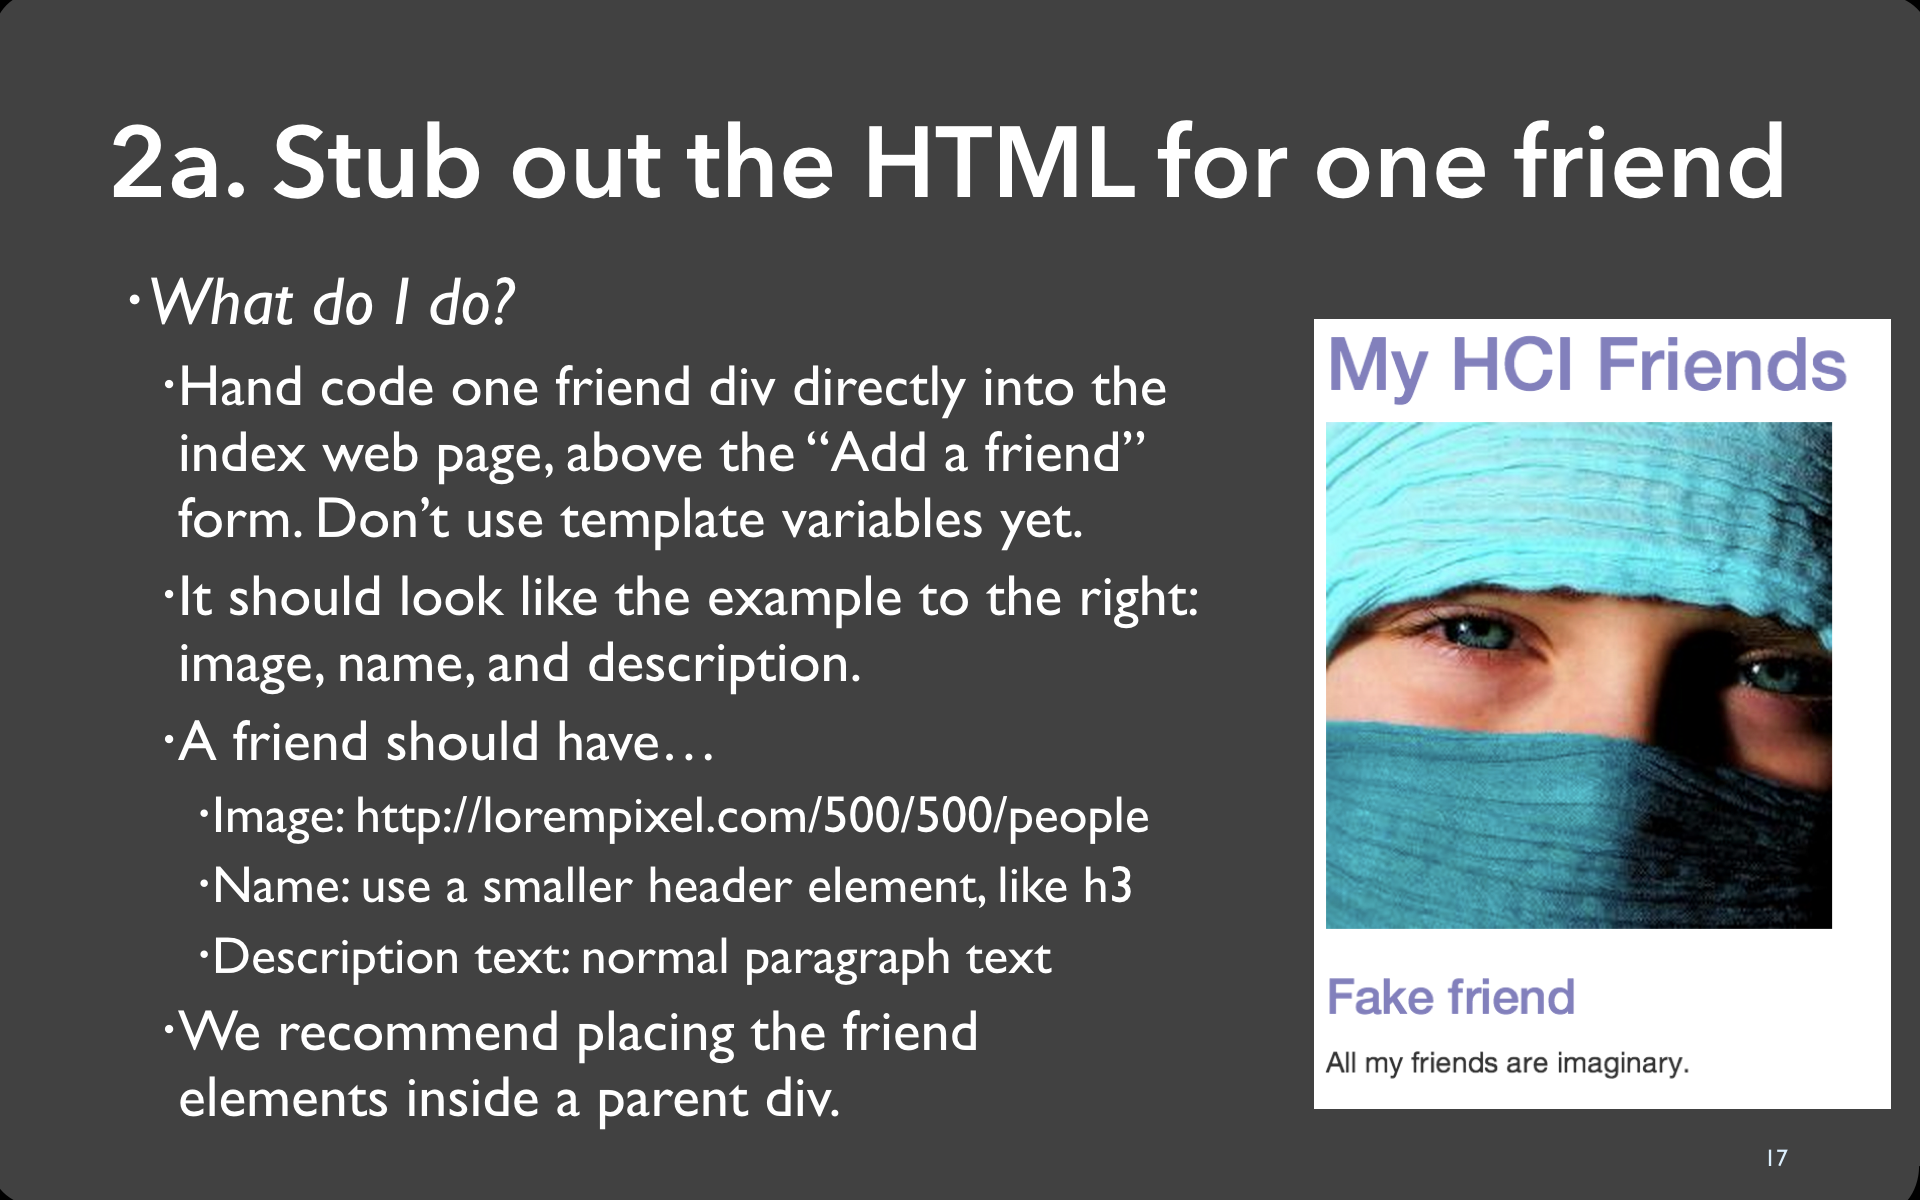 2a. Stub out the HTML for one friend
·What do I do?
·Hand code one friend div directly into the
index web page, above the “Add a friend”
form. Don’t use template variables yet.
·It should look like the example to the right:
image, name, and description.
·A friend should have…
·Image: http://lorempixel.com/500/500/people
·Name: use a smaller header element, like h3
·Description text: normal paragraph text
·We recommend placing the friend
elements inside a parent div.
My HCI Friends
Fake friend
All my friends are imaginary.
17